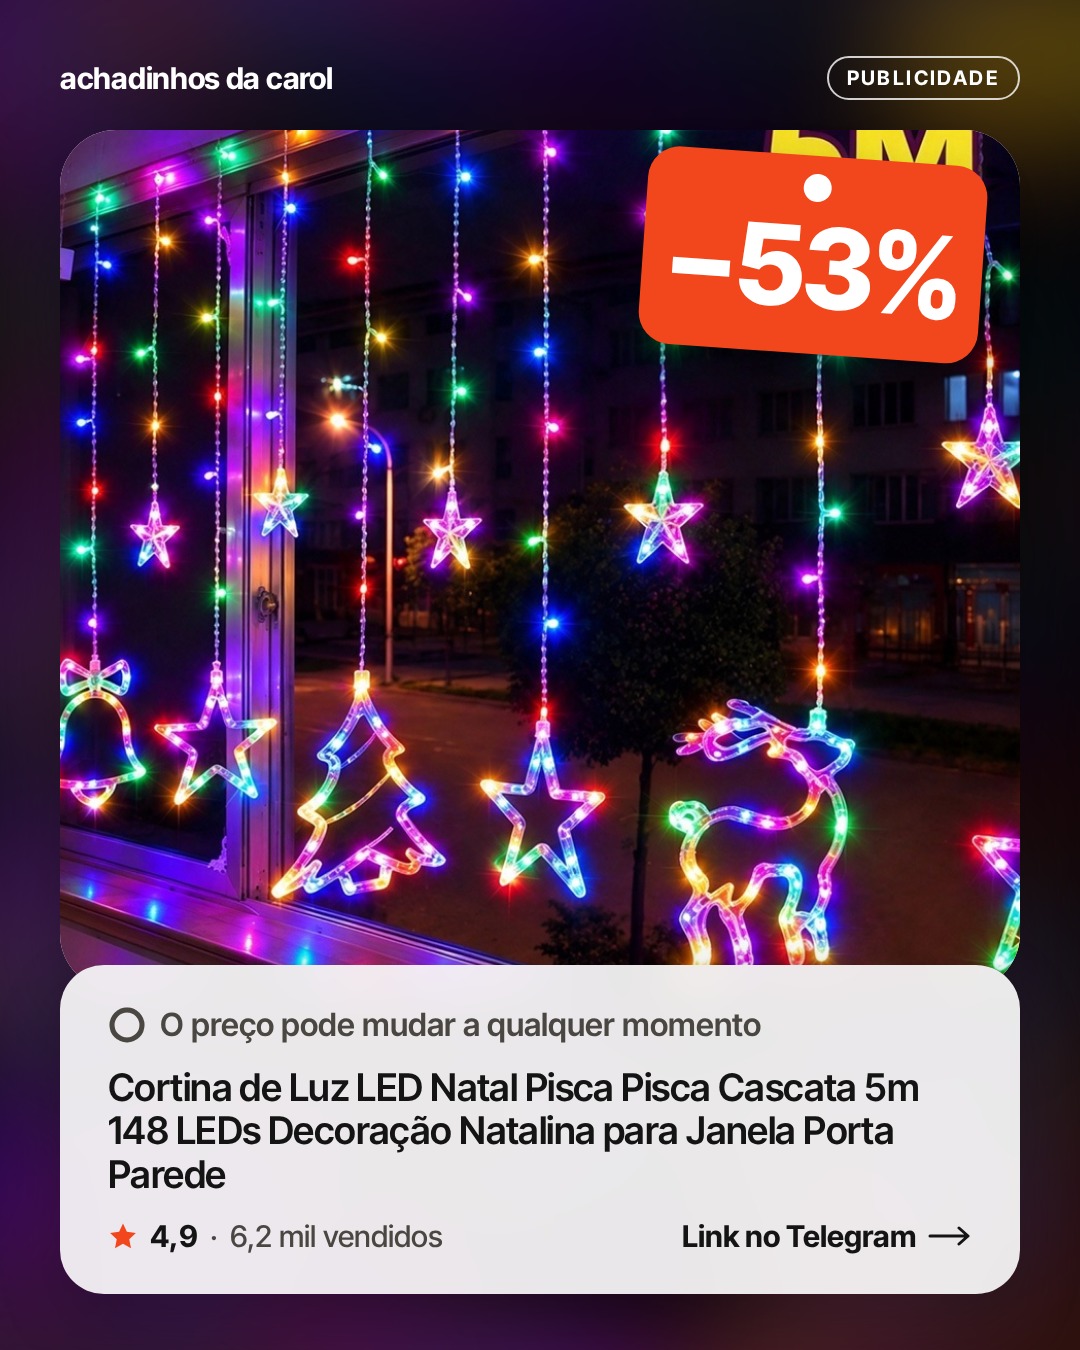 achadinhos da carol
PUBLICIDADE
5M
−53%
O preço pode mudar a qualquer momento
Cortina de Luz LED Natal Pisca Pisca Cascata 5m
148 LEDs Decoração Natalina para Janela Porta
Parede
4,9 · 6,2 mil vendidos
Link no Telegram →